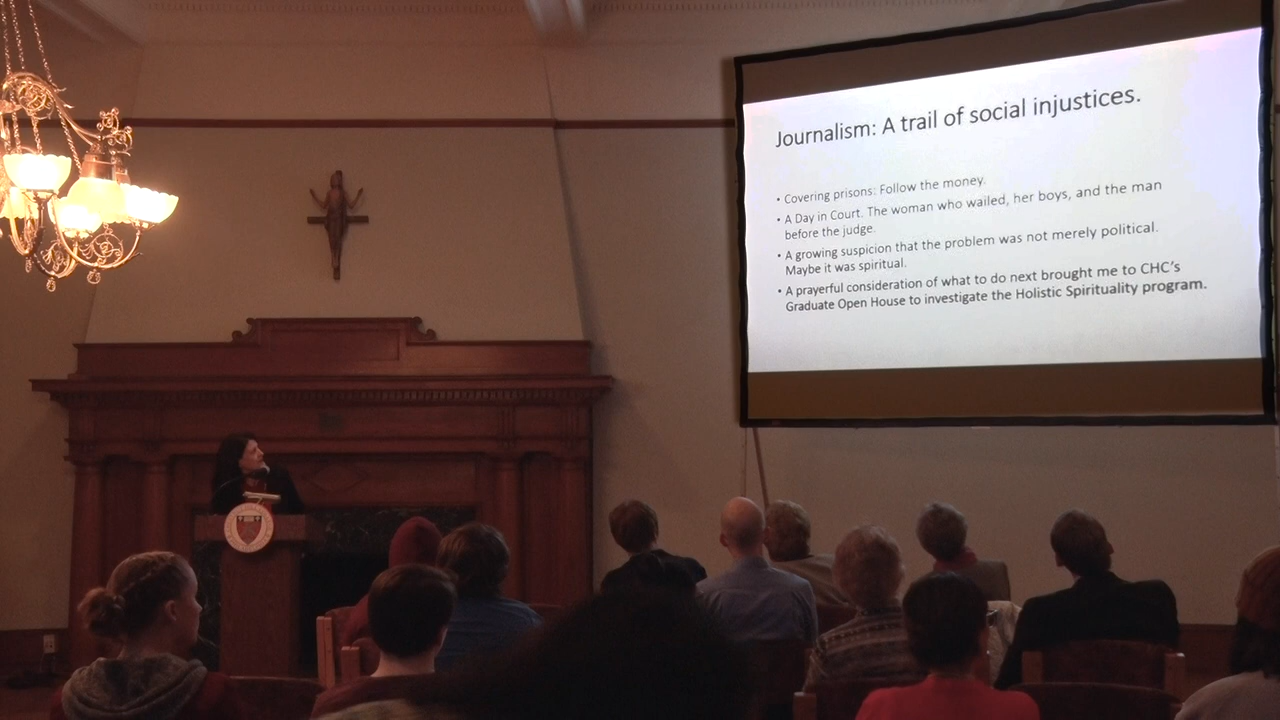 Journalism: A trail of social injustices.
• Covering prisons: Follow the money.
• A Day in Court. The woman who wailed, her boys, and the man
before the judge.
• A growing suspicion that the problem was not merely political.
Maybe it was spiritual.
• A prayerful consideration of what to do next brought me to CHC’s
Graduate Open House to investigate the Holistic Spirituality program.